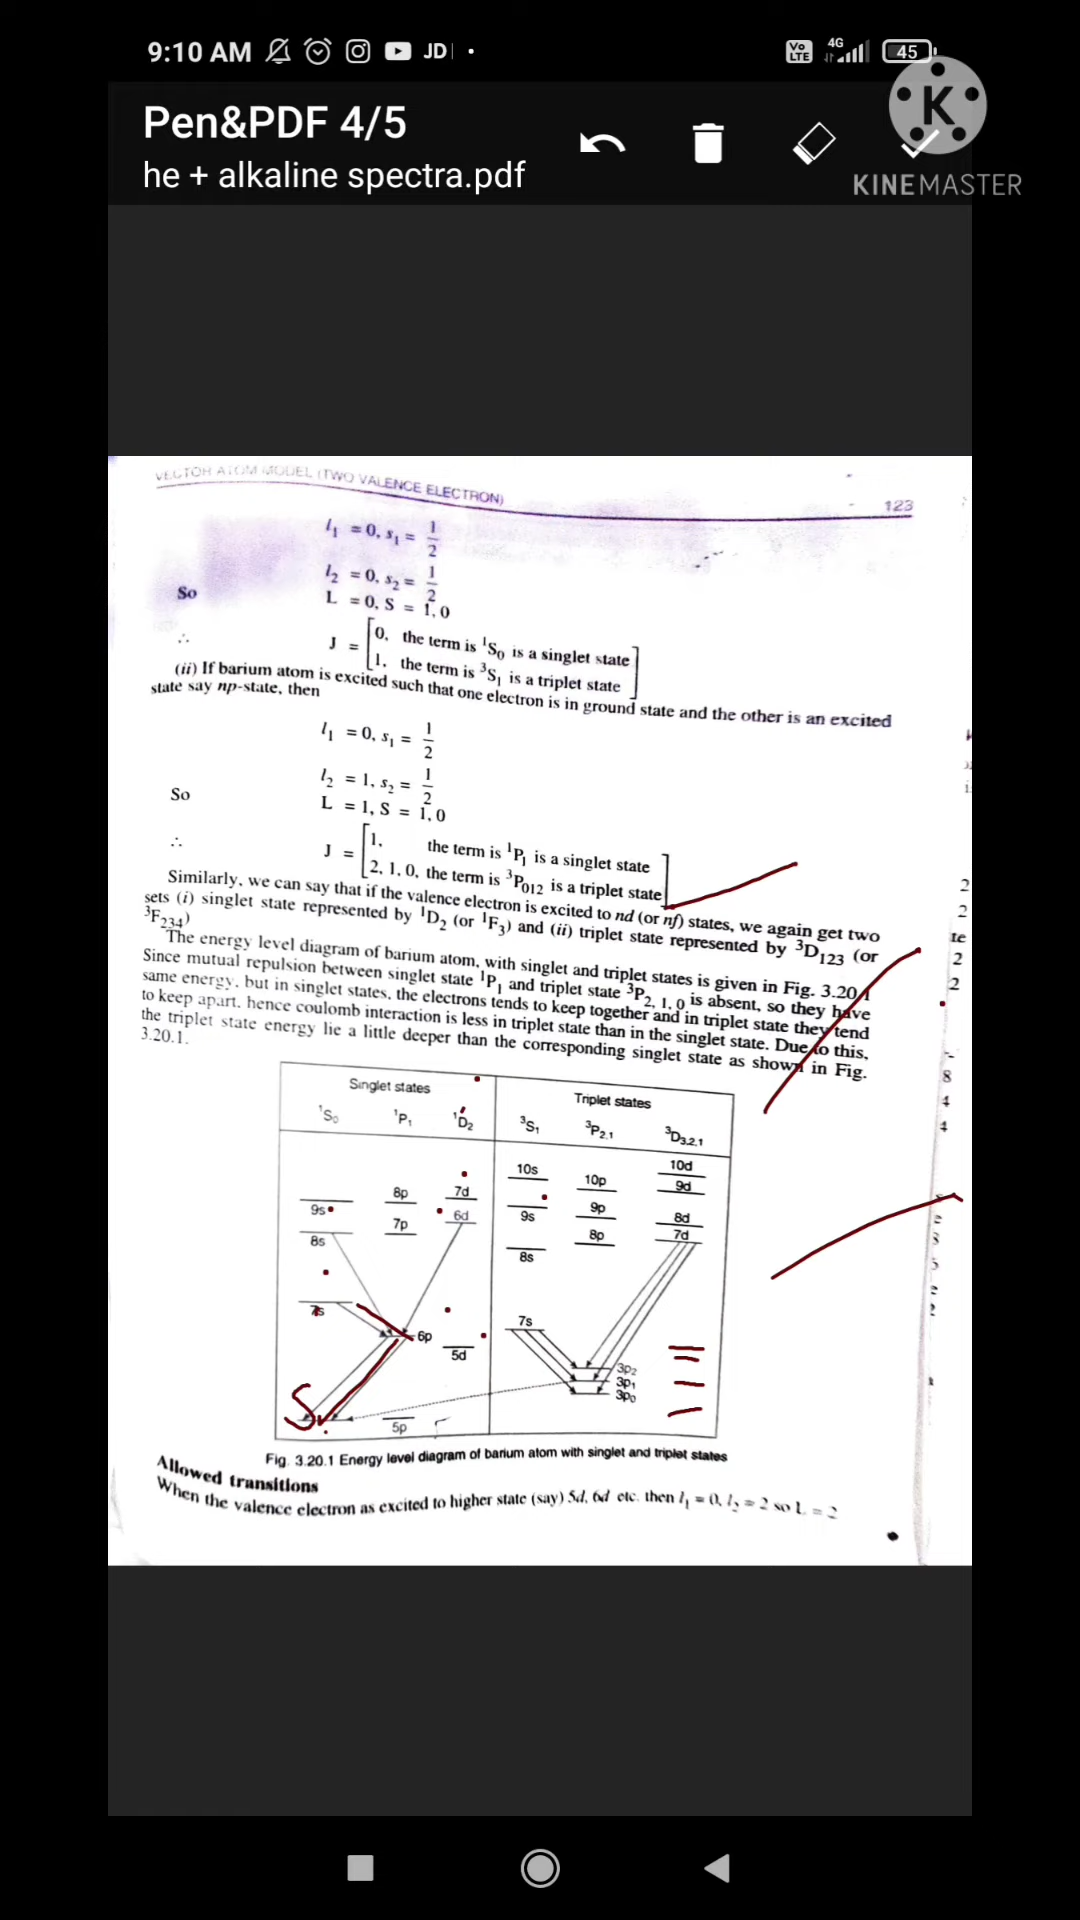 9:10 AM JD
Vo LTE 4G 45
Pen&PDF 4/5
he + alkaline spectra.pdf
K
KINEMASTER
VECTOR ATOM MODEL (TWO VALENCE ELECTRON)
123
l₁ = 0, s₁ = 1/2
l₂ = 0, s₂ = 1/2
So L = 0, S = 1, 0
∴ J = [0, the term is ¹S₀ is a singlet state
1, the term is ³S₁ is a triplet state]
(ii) If barium atom is excited such that one electron is in ground state and the other is an excited
state say np-state, then
l₁ = 0, s₁ = 1/2
l₂ = 1, s₂ = 1/2
So L = 1, S = 1, 0
∴ J = [1, the term is ¹P₁ is a singlet state
2, 1, 0, the term is ³P₀₁₂ is a triplet state]
Similarly, we can say that if the valence electron is excited to nd (or nf) states, we again get two
sets (i) singlet state represented by ¹D₂ (or ¹F₃) and (ii) triplet state represented by ³D₁₂₃ (or
³F₂₃₄)
The energy level diagram of barium atom, with singlet and triplet states is given in Fig. 3.20.1
Since mutual repulsion between singlet state ¹P₁ and triplet state ³P₂, ₁, ₀ is absent, so they have
same energy, but in singlet states, the electrons tends to keep together and in triplet state they tend
to keep apart, hence coulomb interaction is less in triplet state than in the singlet state. Due to this,
the triplet state energy lie a little deeper than the corresponding singlet state as shown in Fig.
3.20.1.
Singlet states Triplet states
¹S₀ ¹P₁ ¹D₂ ³S₁ ³P₂.₁ ³D₃.₂.₁
10s 10p 10d
9d
9s 8p 7d 9s 9p 8d
8s 7p 6d 8s 8p 7d
7s 6p 5d 7s 3p₂
3p₁
3p₀
S
5p
Fig. 3.20.1 Energy level diagram of barium atom with singlet and triplet states
Allowed transitions
When the valence electron as excited to higher state (say) 5d, 6d etc. then l₁ = 0, l₂ = 2 so L = 2